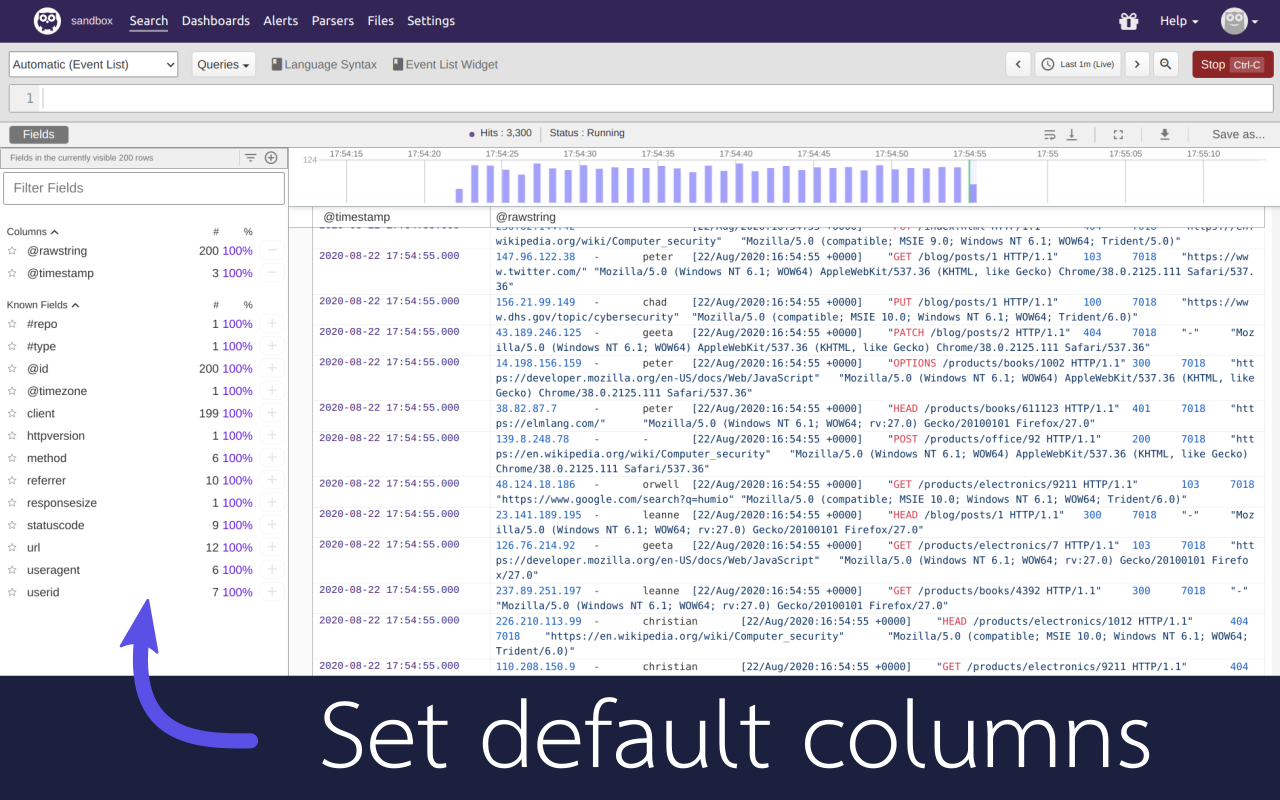 sandbox Search Dashboards Alerts Parsers Files Settings Help
Automatic (Event List) Queries Language Syntax Event List Widget Last 1m (Live) Stop Ctrl-C
1
Fields Hits : 3,300 Status : Running Save as...
Fields in the currently visible 200 rows
Filter Fields
Columns # %
@rawstring 200 100%
@timestamp 3 100%
Known Fields # %
#repo 1 100%
#type 1 100%
@id 200 100%
@timezone 1 100%
client 199 100%
httpversion 1 100%
method 6 100%
referrer 10 100%
responsesize 1 100%
statuscode 9 100%
url 12 100%
useragent 6 100%
userid 7 100%
17:54:15 17:54:20 17:54:25 17:54:30 17:54:35 17:54:40 17:54:45 17:54:50 17:54:55 17:55 17:55:05 17:55:10
124
@timestamp @rawstring
wikipedia.org/wiki/Computer_security" "Mozilla/5.0 (compatible; MSIE 9.0; Windows NT 6.1; WOW64; Trident/5.0)"
2020-08-22 17:54:55.000 147.96.122.38 - peter [22/Aug/2020:16:54:55 +0000] "GET /blog/posts/1 HTTP/1.1" 103 7018 "https://ww
w.twitter.com/" "Mozilla/5.0 (Windows NT 6.1; WOW64) AppleWebKit/537.36 (KHTML, like Gecko) Chrome/38.0.2125.111 Safari/537.
36"
2020-08-22 17:54:55.000 156.21.99.149 - chad [22/Aug/2020:16:54:55 +0000] "PUT /blog/posts/1 HTTP/1.1" 100 7018 "https://ww
w.dhs.gov/topic/cybersecurity" "Mozilla/5.0 (compatible; MSIE 10.0; Windows NT 6.1; WOW64; Trident/6.0)"
2020-08-22 17:54:55.000 43.189.246.125 - geeta [22/Aug/2020:16:54:55 +0000] "PATCH /blog/posts/2 HTTP/1.1" 404 7018 "-" "Moz
illa/5.0 (Windows NT 6.1; WOW64) AppleWebKit/537.36 (KHTML, like Gecko) Chrome/38.0.2125.111 Safari/537.36"
2020-08-22 17:54:55.000 14.198.156.159 - peter [22/Aug/2020:16:54:55 +0000] "OPTIONS /products/books/1002 HTTP/1.1" 300 7018 "htt
ps://developer.mozilla.org/en-US/docs/Web/JavaScript" "Mozilla/5.0 (Windows NT 6.1; WOW64) AppleWebKit/537.36 (KHTML, like
Gecko) Chrome/38.0.2125.111 Safari/537.36"
2020-08-22 17:54:55.000 38.82.87.7 - peter [22/Aug/2020:16:54:55 +0000] "HEAD /products/books/611123 HTTP/1.1" 401 7018 "htt
ps://elmlang.com/" "Mozilla/5.0 (Windows NT 6.1; WOW64; rv:27.0) Gecko/20100101 Firefox/27.0"
2020-08-22 17:54:55.000 139.8.248.78 - - [22/Aug/2020:16:54:55 +0000] "POST /products/office/92 HTTP/1.1" 200 7018 "htt
ps://en.wikipedia.org/wiki/Computer_security" "Mozilla/5.0 (Windows NT 6.1; WOW64) AppleWebKit/537.36 (KHTML, like Gecko)
Chrome/38.0.2125.111 Safari/537.36"
2020-08-22 17:54:55.000 48.124.18.186 - orwell [22/Aug/2020:16:54:55 +0000] "GET /products/electronics/9211 HTTP/1.1" 103 7018
"https://www.google.com/search?q=humio" "Mozilla/5.0 (compatible; MSIE 10.0; Windows NT 6.1; WOW64; Trident/6.0)"
2020-08-22 17:54:55.000 23.141.189.195 - leanne [22/Aug/2020:16:54:55 +0000] "HEAD /blog/posts/1 HTTP/1.1" 300 7018 "-" "Moz
illa/5.0 (Windows NT 6.1; WOW64; rv:27.0) Gecko/20100101 Firefox/27.0"
2020-08-22 17:54:55.000 126.76.214.92 - geeta [22/Aug/2020:16:54:55 +0000] "GET /products/electronics/7 HTTP/1.1" 103 7018 "htt
ps://developer.mozilla.org/en-US/docs/Web/JavaScript" "Mozilla/5.0 (Windows NT 6.1; WOW64; rv:27.0) Gecko/20100101 Firefo
x/27.0"
2020-08-22 17:54:55.000 237.89.251.197 - leanne [22/Aug/2020:16:54:55 +0000] "GET /products/books/4392 HTTP/1.1" 300 7018 "-"
"Mozilla/5.0 (Windows NT 6.1; WOW64; rv:27.0) Gecko/20100101 Firefox/27.0"
2020-08-22 17:54:55.000 226.210.113.99 - christian [22/Aug/2020:16:54:55 +0000] "HEAD /products/electronics/1012 HTTP/1.1" 404
7018 "https://en.wikipedia.org/wiki/Computer_security" "Mozilla/5.0 (compatible; MSIE 10.0; Windows NT 6.1; WOW64;
Trident/6.0)"
2020-08-22 17:54:55.000 110.208.150.9 - christian [22/Aug/2020:16:54:55 +0000] "GET /products/electronics/9211 HTTP/1.1" 404
Set default columns